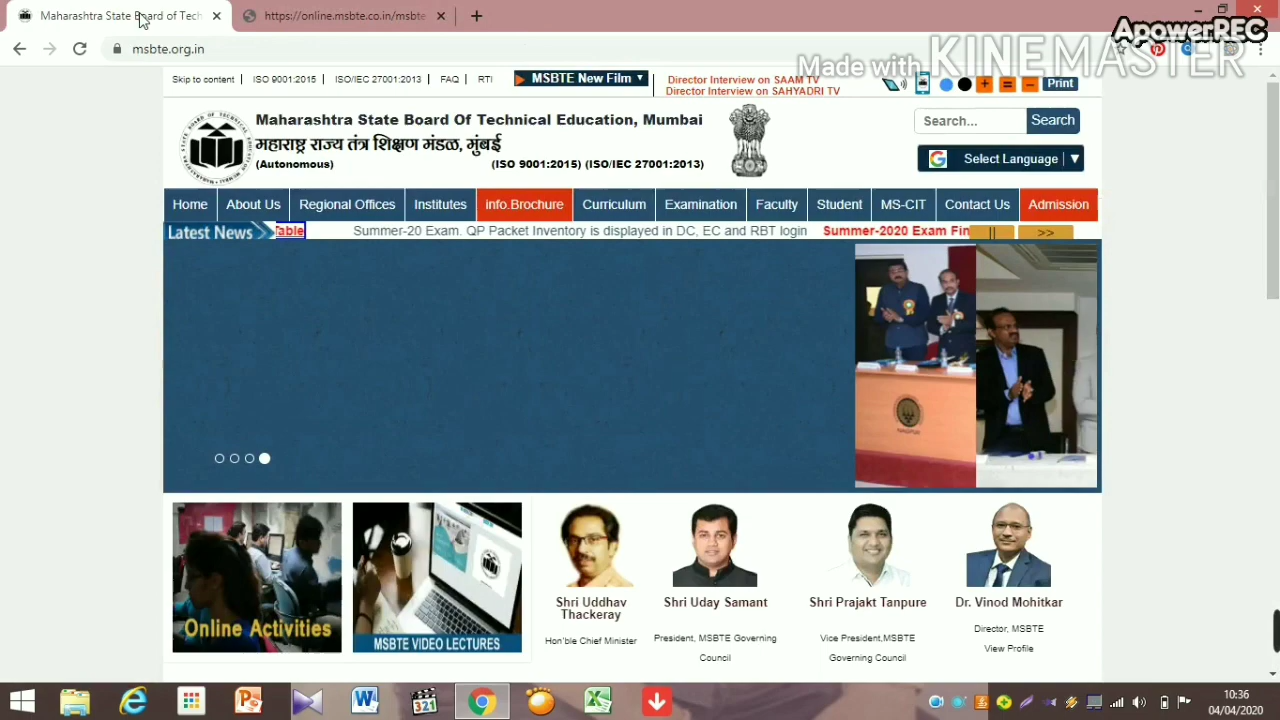 Maharashtra State Board of Tech
https://online.msbte.co.in/msbte
ApowerREC
msbte.org.in
Made with KINEMASTER
Skip to content
ISO 9001:2015
ISO/IEC 27001:2013
FAQ
RTI
MSBTE New Film
Director Interview on SAAM TV
Director Interview on SAHYADRI TV
Print
Maharashtra State Board Of Technical Education, Mumbai
महाराष्ट्र राज्य तंत्र शिक्षण मंडळ, मुंबई
(Autonomous) (ISO 9001:2015) (ISO/IEC 27001:2013)
Search...
Search
Select Language
Home About Us Regional Offices Institutes info.Brochure Curriculum Examination Faculty Student MS-CIT Contact Us Admission
Latest News
Table
Summer-20 Exam. QP Packet Inventory is displayed in DC, EC and RBT login
Summer-2020 Exam Fin
|| >>
NAGPUR
Online Activities
MSBTE VIDEO LECTURES
Shri Uddhav
Thackeray
Hon'ble Chief Minister
Shri Uday Samant
President, MSBTE Governing
Council
Shri Prajakt Tanpure
Vice President,MSBTE
Governing Council
Dr. Vinod Mohitkar
Director, MSBTE
View Profile
321
10:36
04/04/2020